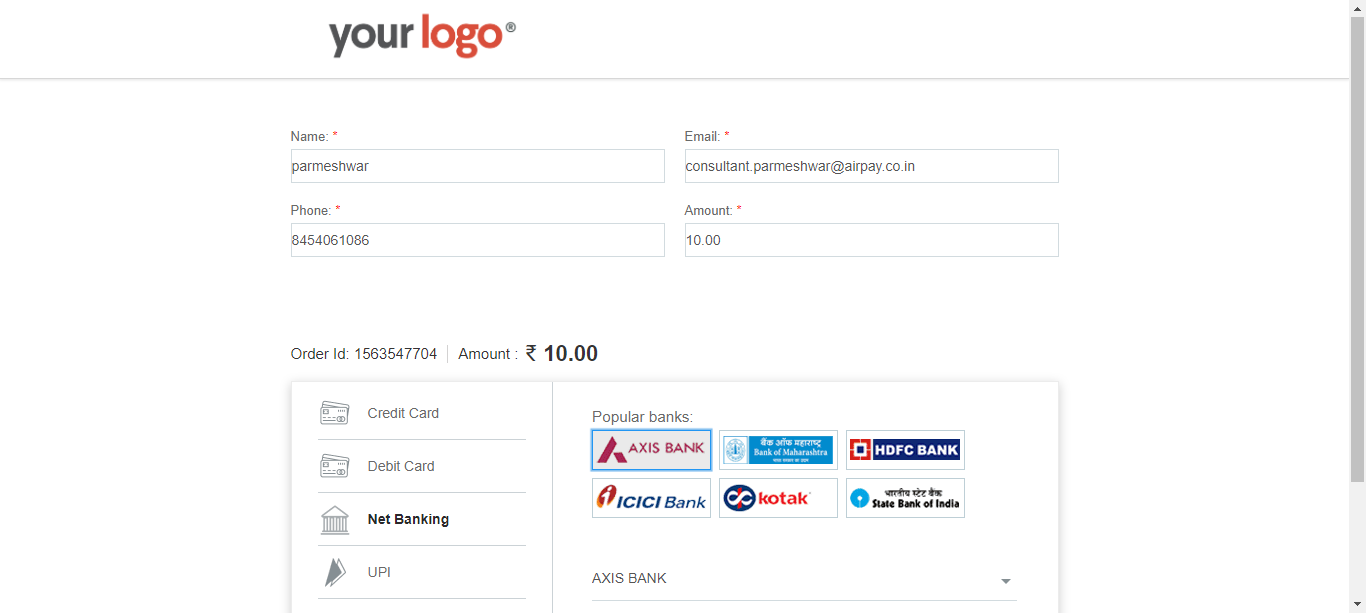 your logo®
Name: *
Email: *
parmeshwar
consultant.parmeshwar@airpay.co.in
Phone: *
Amount: *
8454061086
10.00
Order Id: 1563547704 Amount : ₹ 10.00
Credit Card
Debit Card
Net Banking
UPI
Popular banks:
AXIS BANK
बैंक ऑफ महाराष्ट्र
Bank of Maharashtra
HDFC BANK
ICICI Bank
kotak
भारतीय स्टेट बैंक
State Bank of India
AXIS BANK